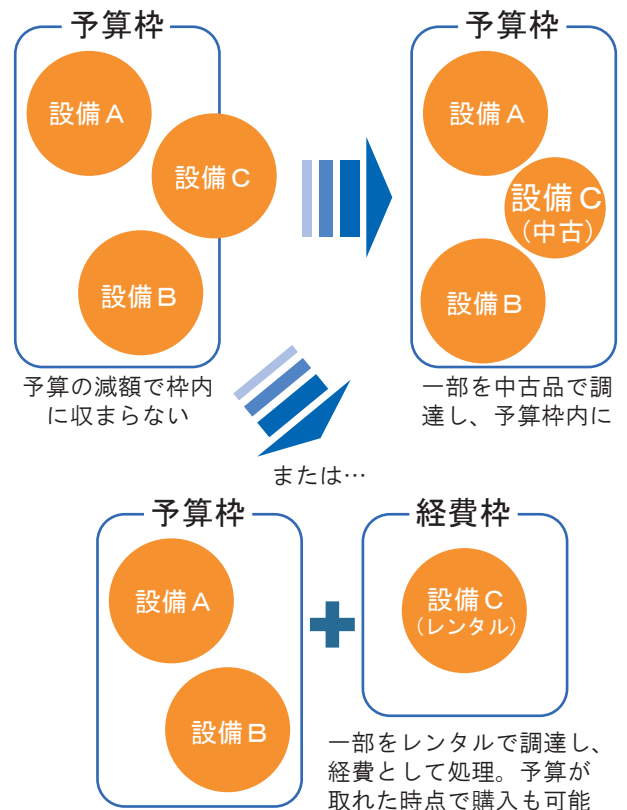 予算枠
設備A
設備C
設備B
予算の減額で枠内
に収まらない
予算枠
設備A
設備C
(中古)
設備B
一部を中古品で調
達し、予算枠内に
または…
予算枠
設備A
設備B
経費枠
設備C
(レンタル)
一部をレンタルで調達し、
経費として処理。予算が
取れた時点で購入も可能